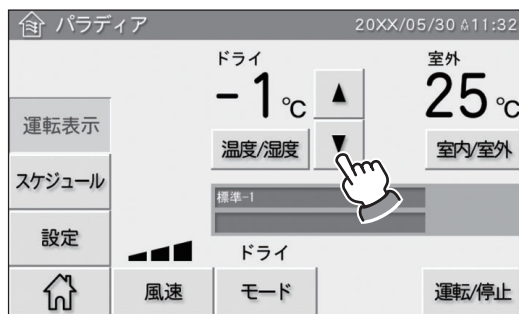 パラディア 20XX/05/30 11:32
ドライ 室外
-1℃ ▲ 25℃
運転表示
温度/湿度 ▼ 室内/室外
スケジュール
標準-1
設定
ドライ
風速 モード 運転/停止